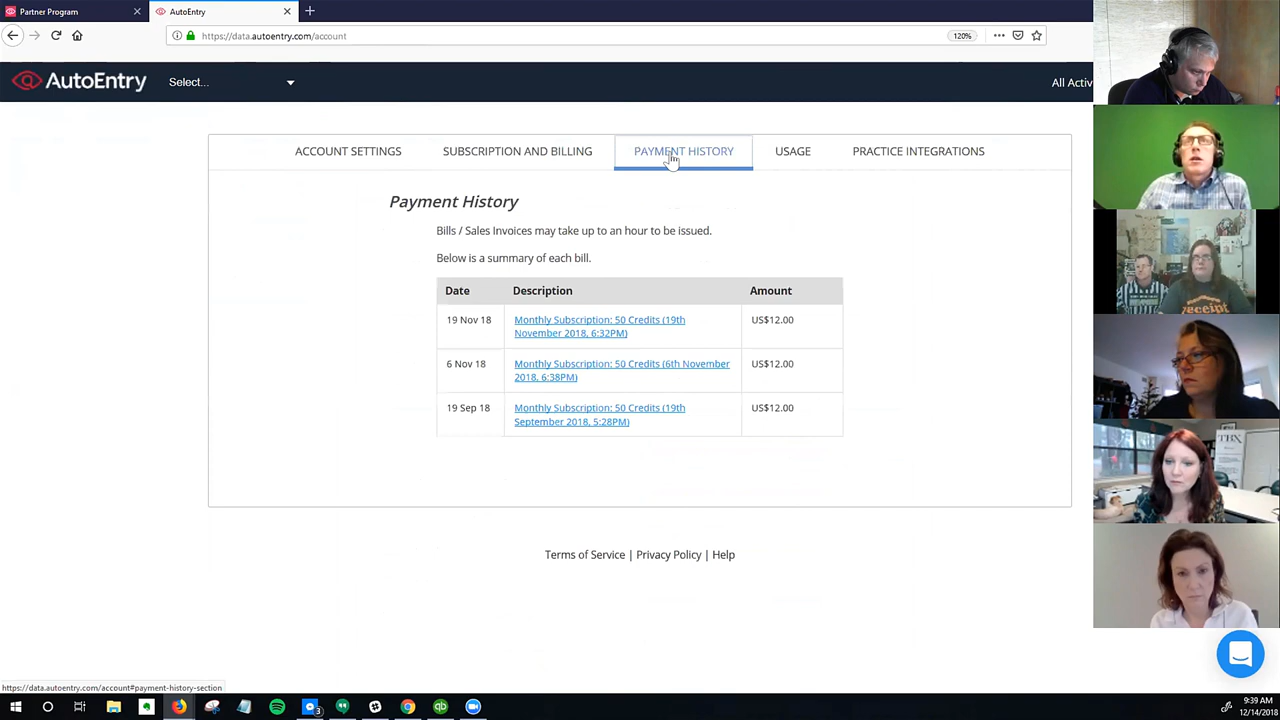 Partner Program
AutoEntry
https://data.autoentry.com/account
120%
AutoEntry
Select...
All Activ
ACCOUNT SETTINGS
SUBSCRIPTION AND BILLING
PAYMENT HISTORY
USAGE
PRACTICE INTEGRATIONS
Payment History
Bills / Sales Invoices may take up to an hour to be issued.
Below is a summary of each bill.
Date Description Amount
19 Nov 18 Monthly Subscription: 50 Credits (19th US$12.00
November 2018, 6:32PM)
6 Nov 18 Monthly Subscription: 50 Credits (6th November US$12.00
2018, 6:38PM)
19 Sep 18 Monthly Subscription: 50 Credits (19th US$12.00
September 2018, 5:28PM)
Terms of Service | Privacy Policy | Help
receipt
TBX
https://data.autoentry.com/account#payment-history-section
3
qb
9:39 AM
12/14/2018